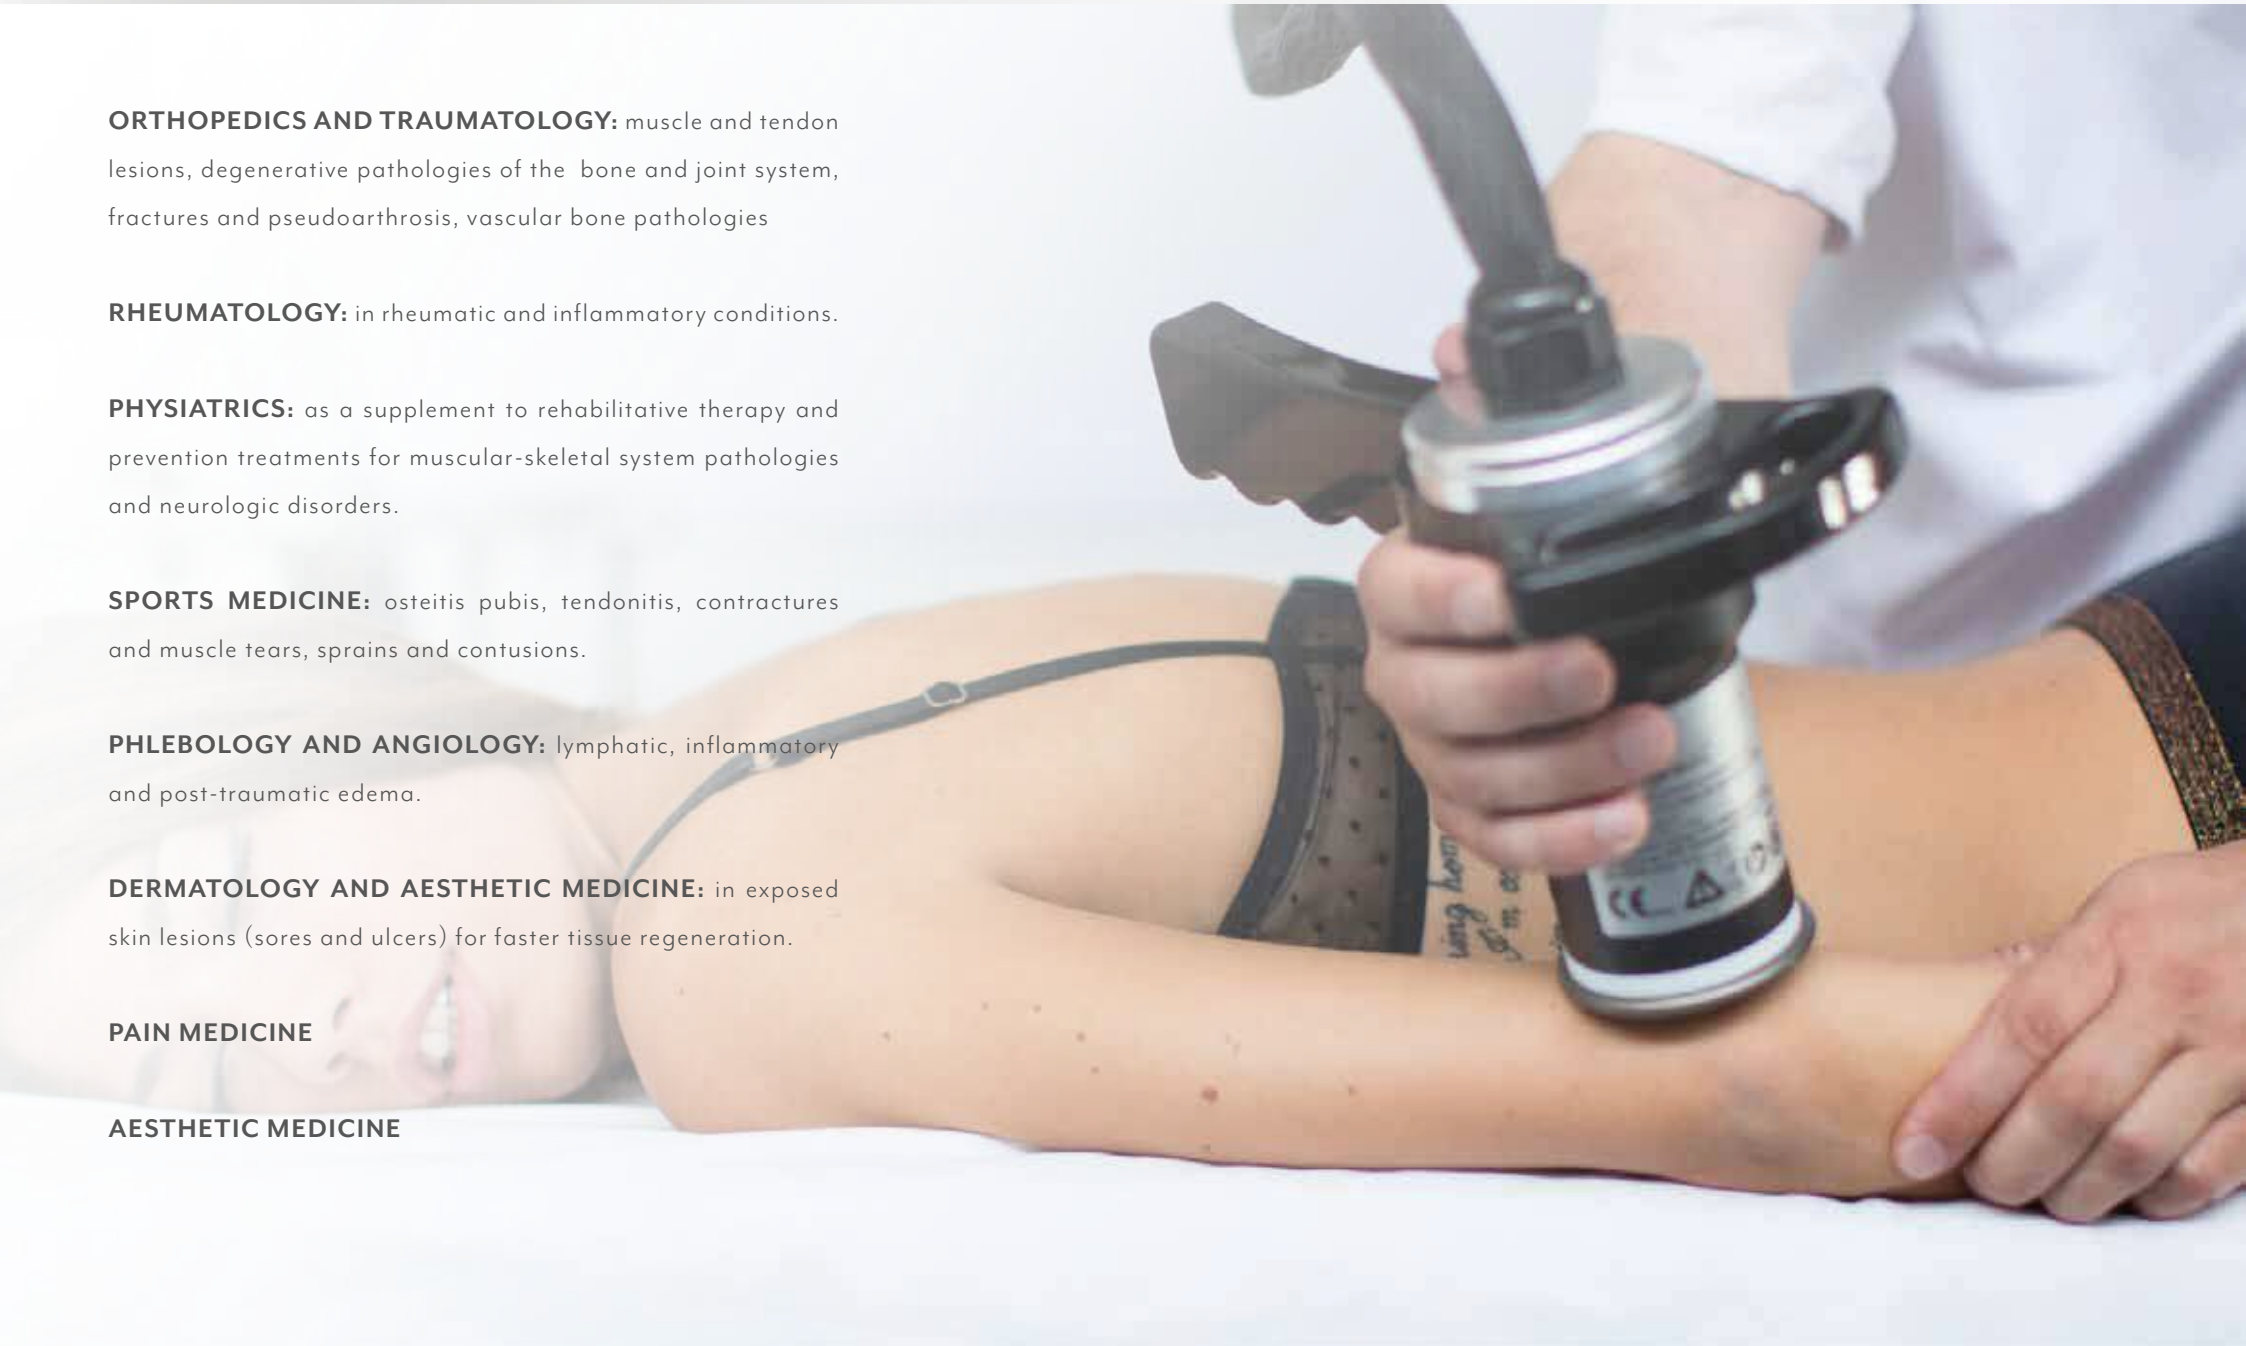 ORTHOPEDICS AND TRAUMATOLOGY: muscle and tendon
lesions, degenerative pathologies of the bone and joint system,
fractures and pseudoarthrosis, vascular bone pathologies
RHEUMATOLOGY: in rheumatic and inflammatory conditions.
PHYSIATRICS: as a supplement to rehabilitative therapy and
prevention treatments for muscular-skeletal system pathologies
and neurologic disorders.
SPORTS MEDICINE: osteitis pubis, tendonitis, contractures
and muscle tears, sprains and contusions.
PHLEBOLOGY AND ANGIOLOGY: lymphatic, inflammatory
and post-traumatic edema.
DERMATOLOGY AND AESTHETIC MEDICINE: in exposed
skin lesions (sores and ulcers) for faster tissue regeneration.
PAIN MEDICINE
AESTHETIC MEDICINE
CE